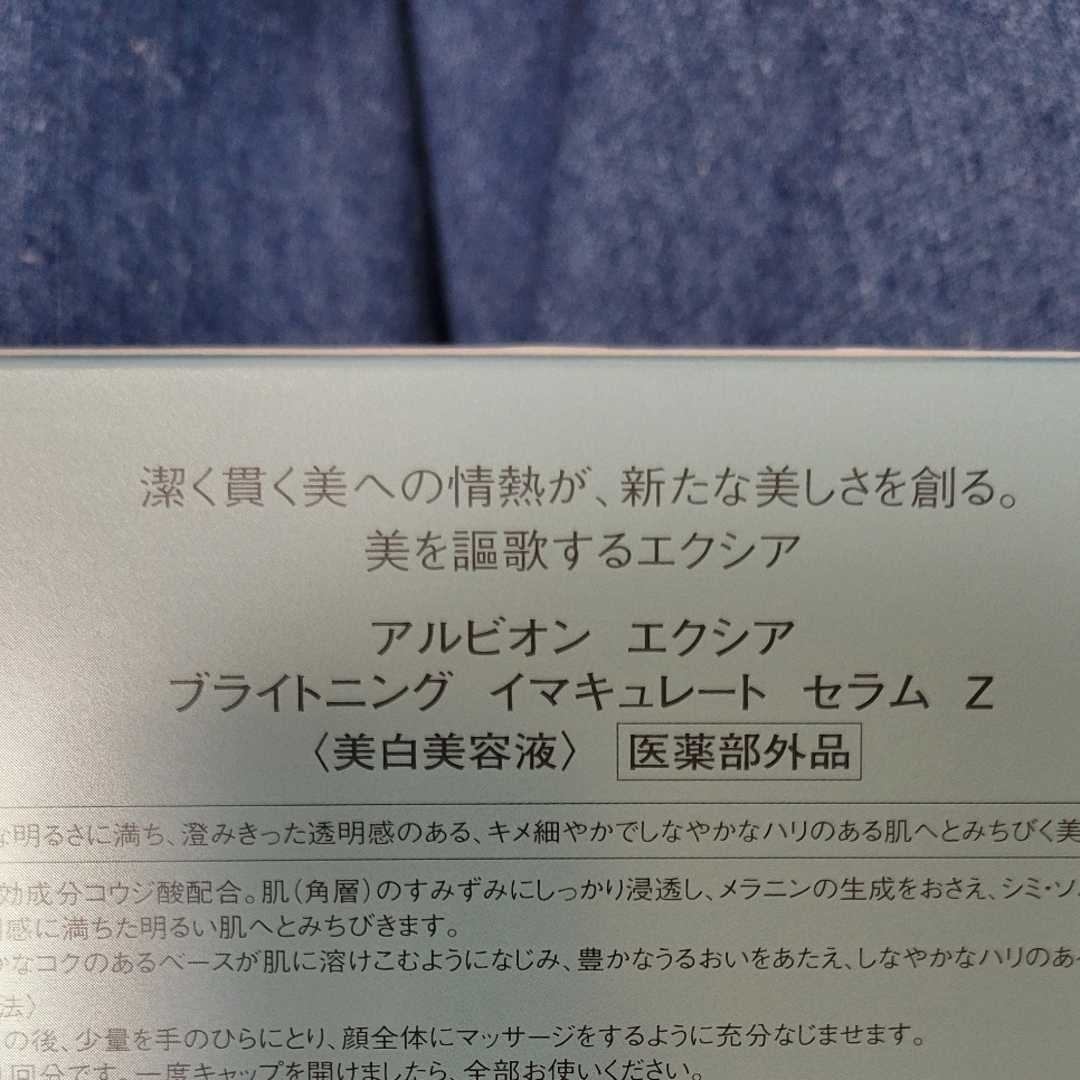 潔く貫く美への情熱が、新たな美しさを創る。
美を謳歌するエクシア
アルビオン エクシア
ブライトニング イマキュレート セラム Z
〈美白美容液〉 医薬部外品
な明るさに満ち、澄みきった透明感のある、キメ細やかでしなやかなハリのある肌へとみちびく美
効成分コウジ酸配合。肌(角層)のすみずみにしっかり浸透し、メラニンの生成をおさえ、シミ・ソ
感に満ちた明るい肌へとみちびきます。
かなコクのあるベースが肌に溶けこむようになじみ、豊かなうるおいをあたえ、しなやかなハリのあ
法〉
の後、少量を手のひらにとり、顔全体にマッサージをするように充分なじませます。
回分です。一度キャップを開けましたら、全部お使いください。